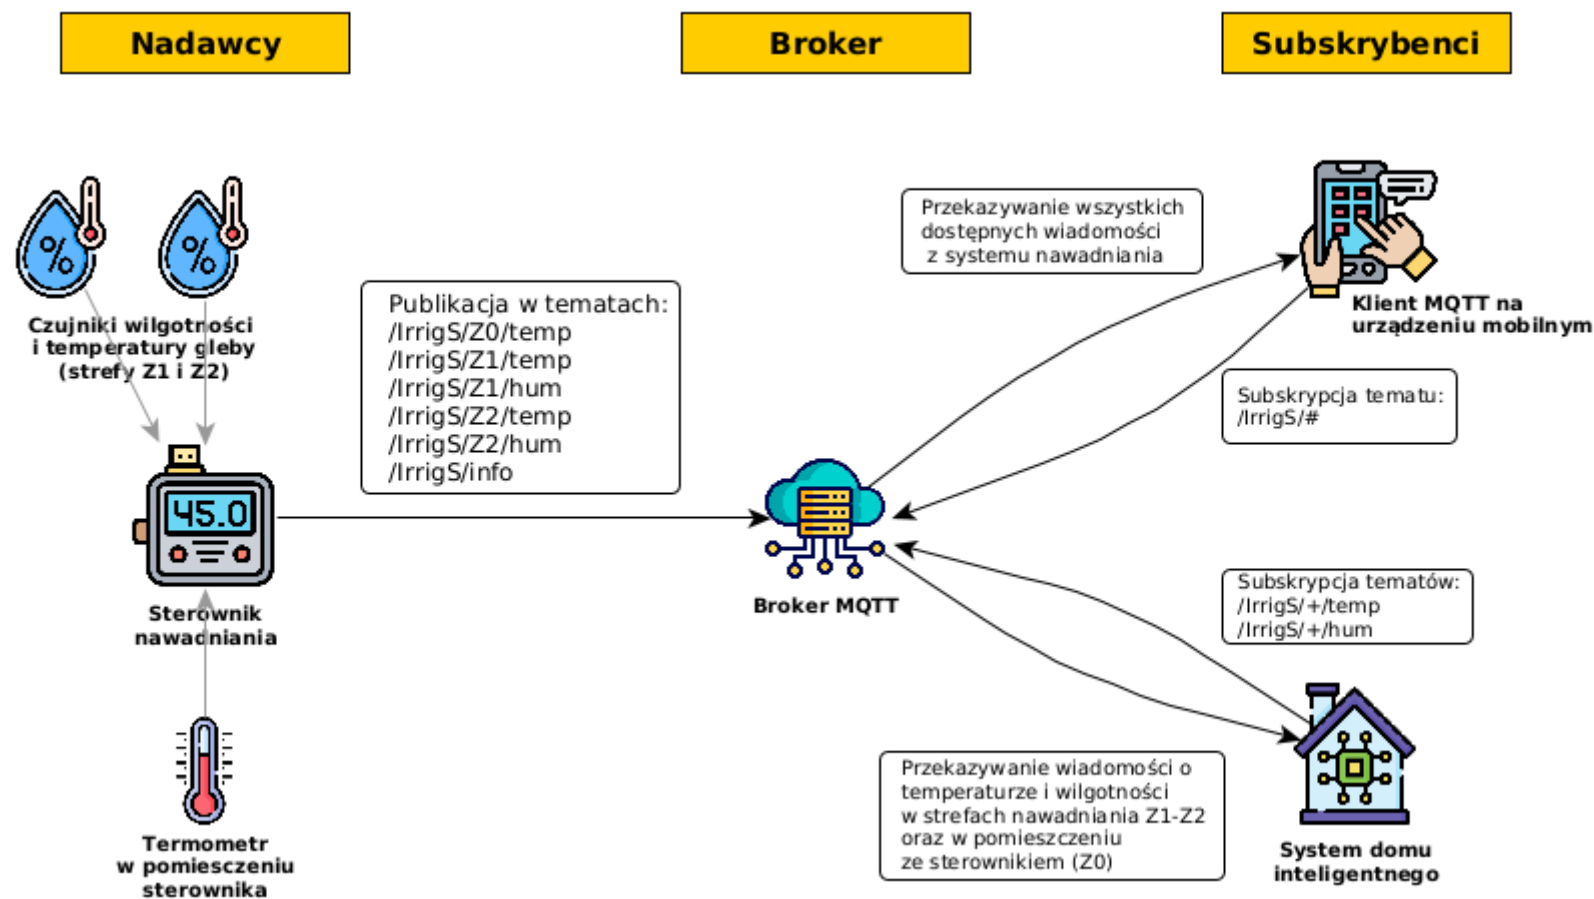 Nadawcy
Broker
Subskrybenci
Czujniki wilgotności
i temperatury gleby
(strefy Z1 i Z2)
Publikacja w tematach:
/IrrigS/Z0/temp
/IrrigS/Z1/temp
/IrrigS/Z1/hum
/IrrigS/Z2/temp
/IrrigS/Z2/hum
/IrrigS/info
Przekazywanie wszystkich
dostępnych wiadomości
z systemu nawadniania
Klient MQTT na
urządzeniu mobilnym
Subskrypcja tematu:
/IrrigS/#
%
%
45.0
Sterownik
nawadniania
Broker MQTT
Subskrypcja tematów:
/IrrigS/+/temp
/IrrigS/+/hum
Przekazywanie wiadomości o
temperaturze i wilgotności
w strefach nawadniania Z1-Z2
oraz w pomieszczeniu
ze sterownikiem (Z0)
Termometr
w pomiesczeniu
sterownika
System domu
inteligentnego